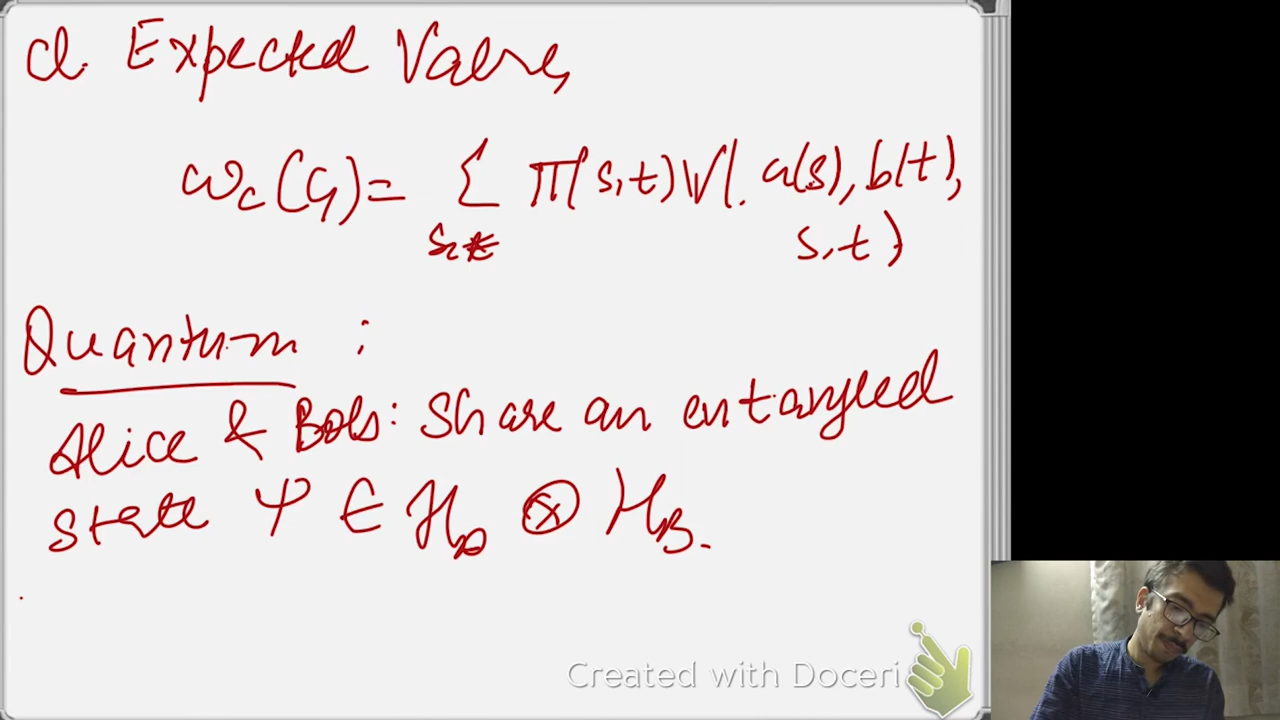 Cl. Expected Value,
ω_c(G) = Σ π(s,t) V( a(s), b(t),
s,t s,t)
Quantum :
Alice & Bob: Share an entangled
state Ψ ∈ H_A ⊗ H_B.
Created with Doceri